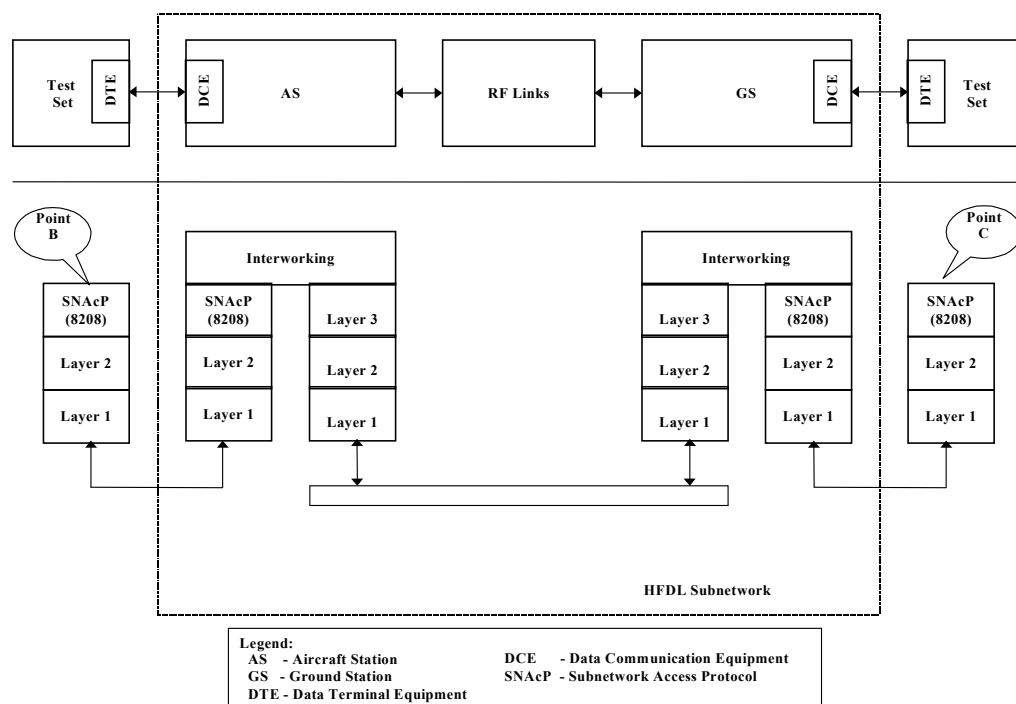 Test
Set
DTE
DCE
AS
RF Links
GS
DCE
DTE
Test
Set
Point
B
Point
C
Interworking
Interworking
SNAcP
(8208)
Layer 2
Layer 1
SNAcP
(8208)
Layer 2
Layer 1
Layer 3
Layer 2
Layer 1
Layer 3
Layer 2
Layer 1
SNAcP
(8208)
Layer 2
Layer 1
SNAcP
(8208)
Layer 2
Layer 1
HFDL Subnetwork
Legend:
AS - Aircraft Station
GS - Ground Station
DTE - Data Terminal Equipment
DCE - Data Communication Equipment
SNAcP - Subnetwork Access Protocol